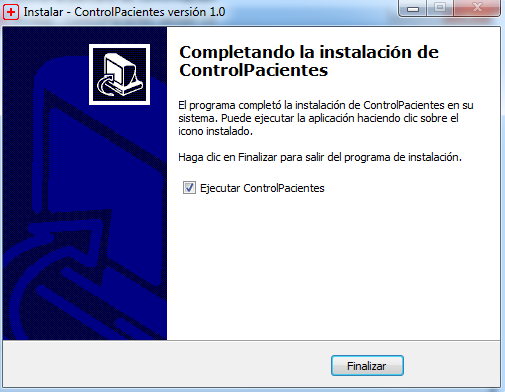 Instalar - ControlPacientes versión 1.0
Completando la instalación de
ControlPacientes
El programa completó la instalación de ControlPacientes en su
sistema. Puede ejecutar la aplicación haciendo clic sobre el
icono instalado.
Haga clic en Finalizar para salir del programa de instalación.
Ejecutar ControlPacientes
Finalizar